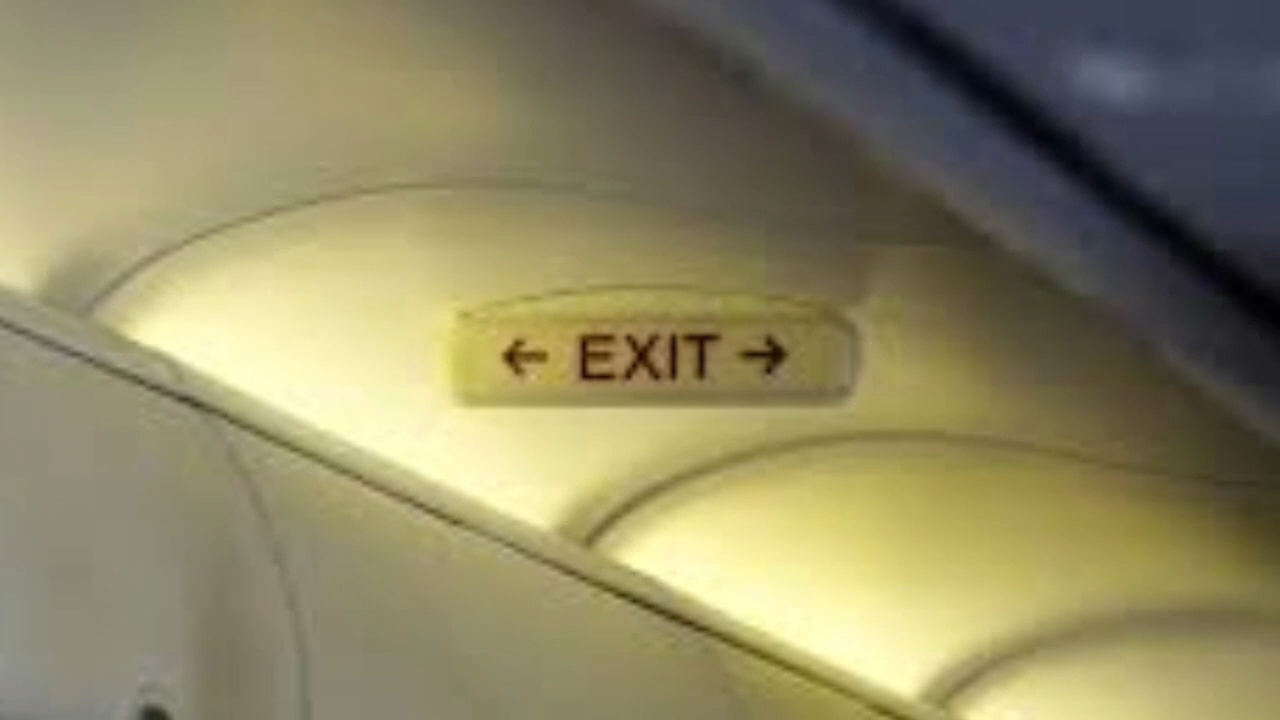 ← EXIT →